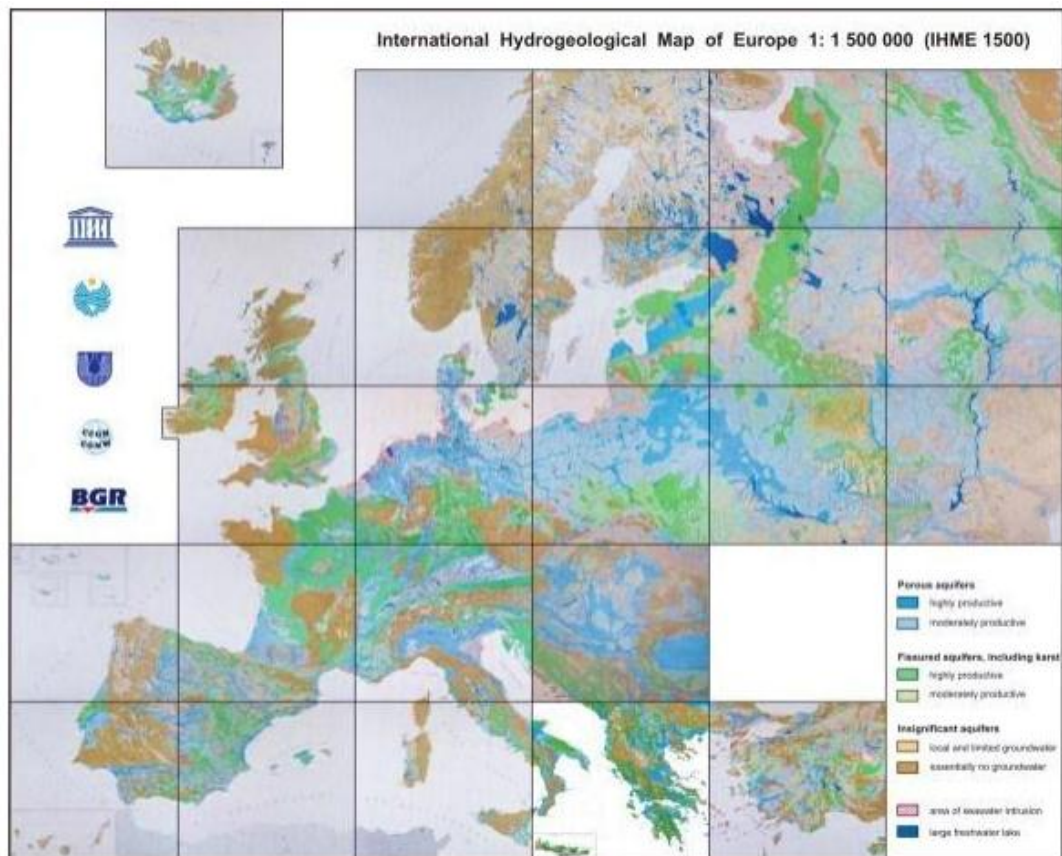 International Hydrogeological Map of Europe 1: 1 500 000 (IHME 1500)
CCGM
CGMW
BGR
Porous aquifers
highly productive
moderately productive
Fissured aquifers, including karst
highly productive
moderately productive
Insignificant aquifers
local and limited groundwater
essentially no groundwater
area of seawater intrusion
large freshwater lake